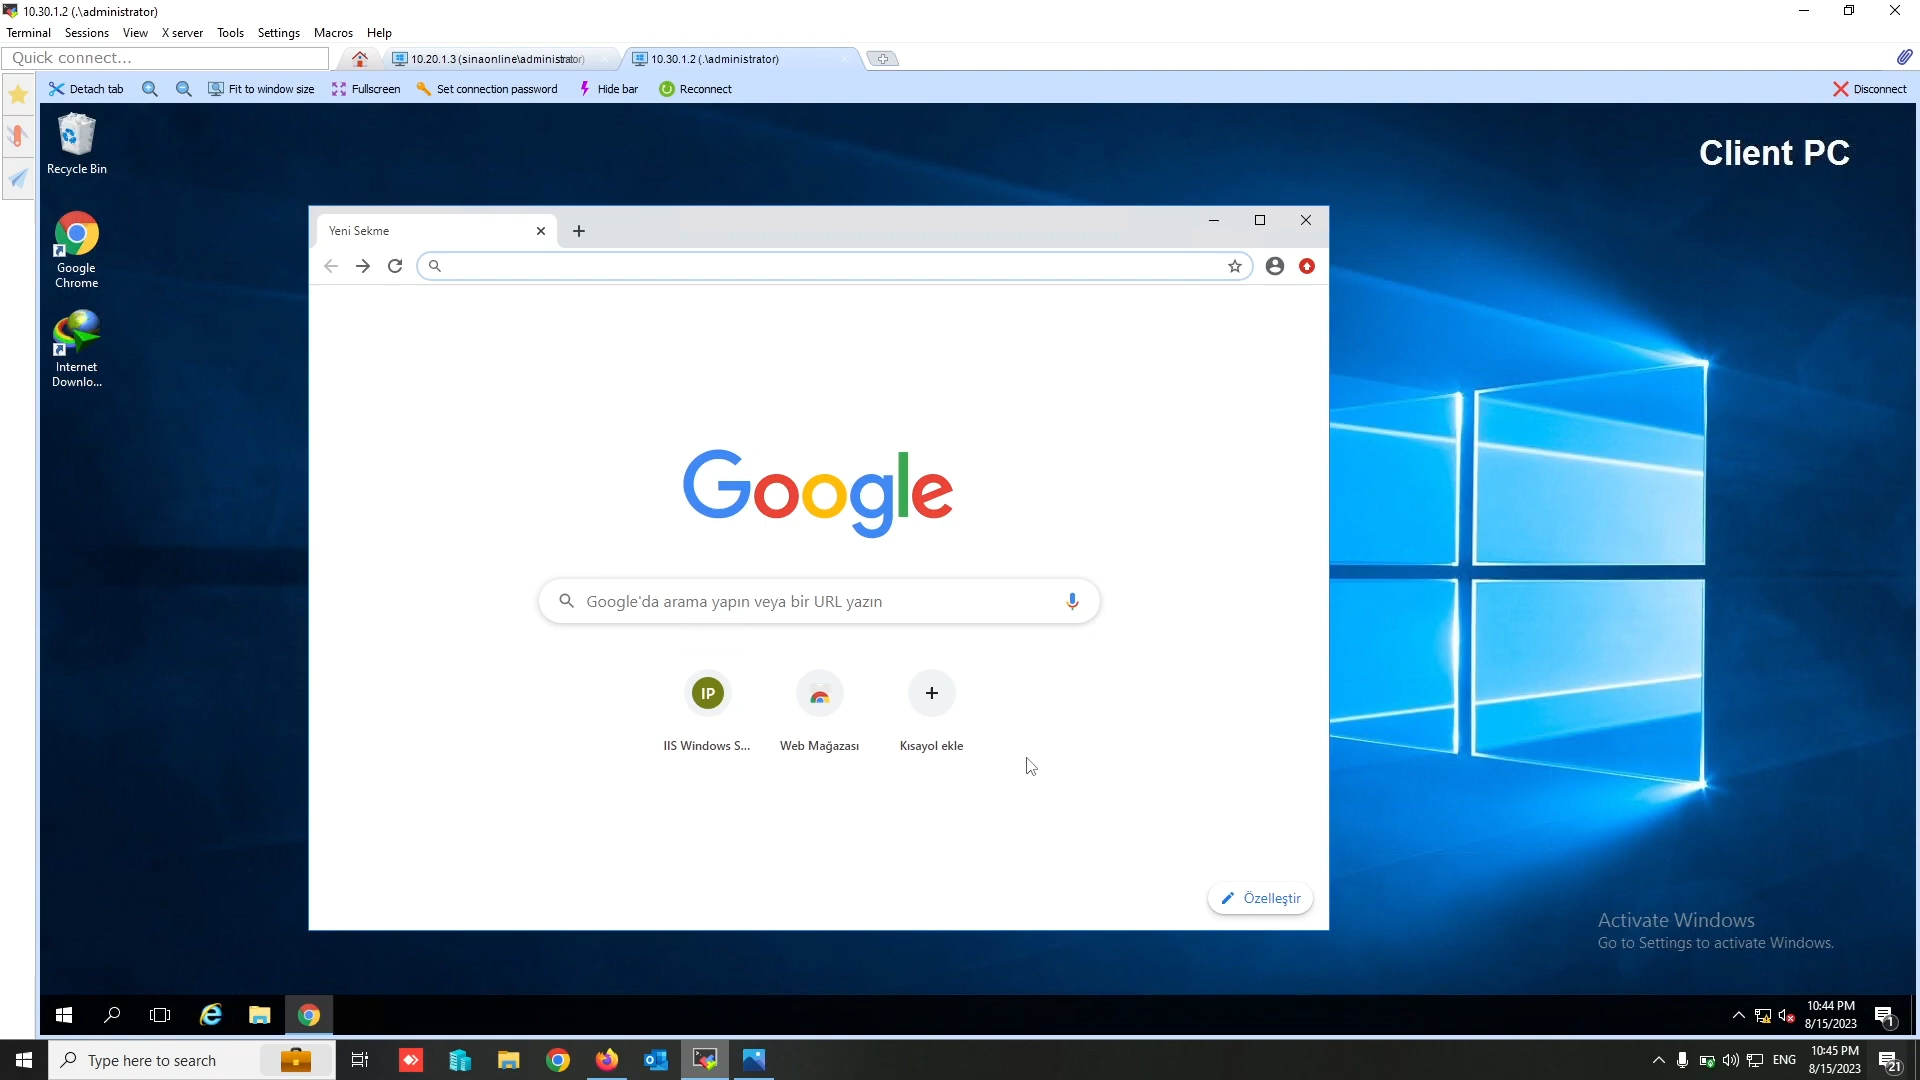 10.30.1.2 (.\administrator)
Terminal Sessions View X server Tools Settings Macros Help
Quick connect...
10.20.1.3 (sinaonline\administrator)
10.30.1.2 (.\administrator)
Detach tab Fit to window size Fullscreen Set connection password Hide bar Reconnect Disconnect
Recycle Bin
Client PC
Google
Chrome
Internet
Downlo...
Yeni Sekme
Google
Google'da arama yapın veya bir URL yazın
IP
IIS Windows S...
Web Mağazası
Kısayol ekle
Özelleştir
Activate Windows
Go to Settings to activate Windows.
10:44 PM
8/15/2023
1
Type here to search
ENG
10:45 PM
8/15/2023
21